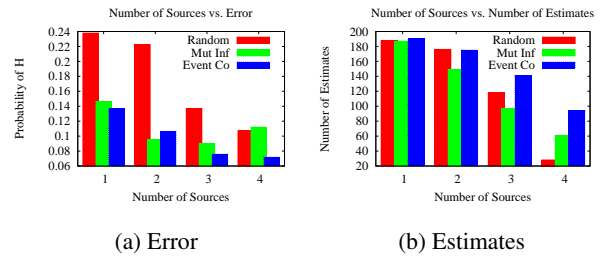 Number of Sources vs. Error
Probability of H
0.24
0.22
0.2
0.18
0.16
0.14
0.12
0.1
0.08
0.06
Random
Mut Inf
Event Co
1 2 3 4
Number of Sources
(a) Error
Number of Sources vs. Number of Estimates
Number of Estimates
200
180
160
140
120
100
80
60
40
20
Random
Mut Inf
Event Co
1 2 3 4
Number of Sources
(b) Estimates